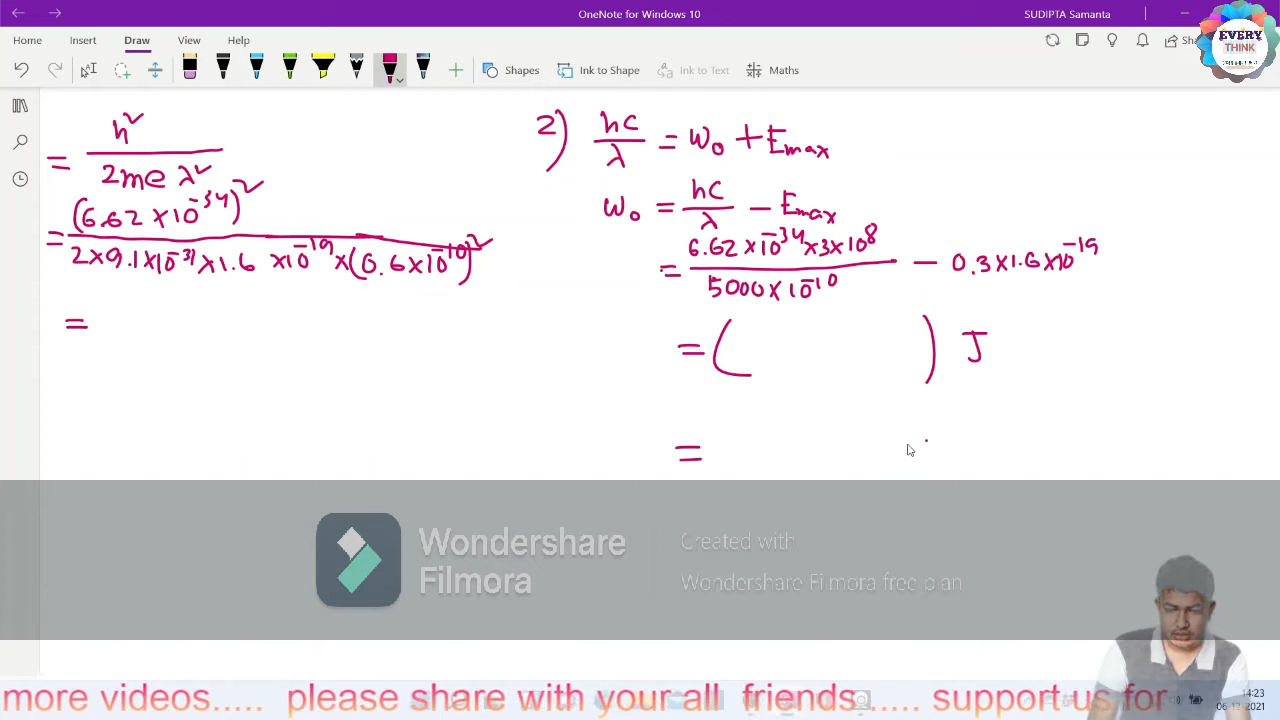 OneNote for Windows 10
SUDIPTA Samanta
Home Insert Draw View Help
EVERY
THINK
Shapes Ink to Shape Ink to Text Maths
= h² / 2me λ²
= (6.62 × 10⁻³⁴)² / 2×9.1×10⁻³¹×1.6 ×10⁻¹⁹×(0.6×10⁻¹⁰)²
=
2) hc/λ = W₀ + Emax
W₀ = hc/λ − Emax
= 6.62 × 10⁻³⁴×3×10⁸ / 5000×10⁻¹⁰ − 0.3×1.6×10⁻¹⁹
= ( ) J
=
Wondershare
Filmora
Created with
Wondershare Filmora free plan
more videos..... please share with your all friends ..... support us for
14:23